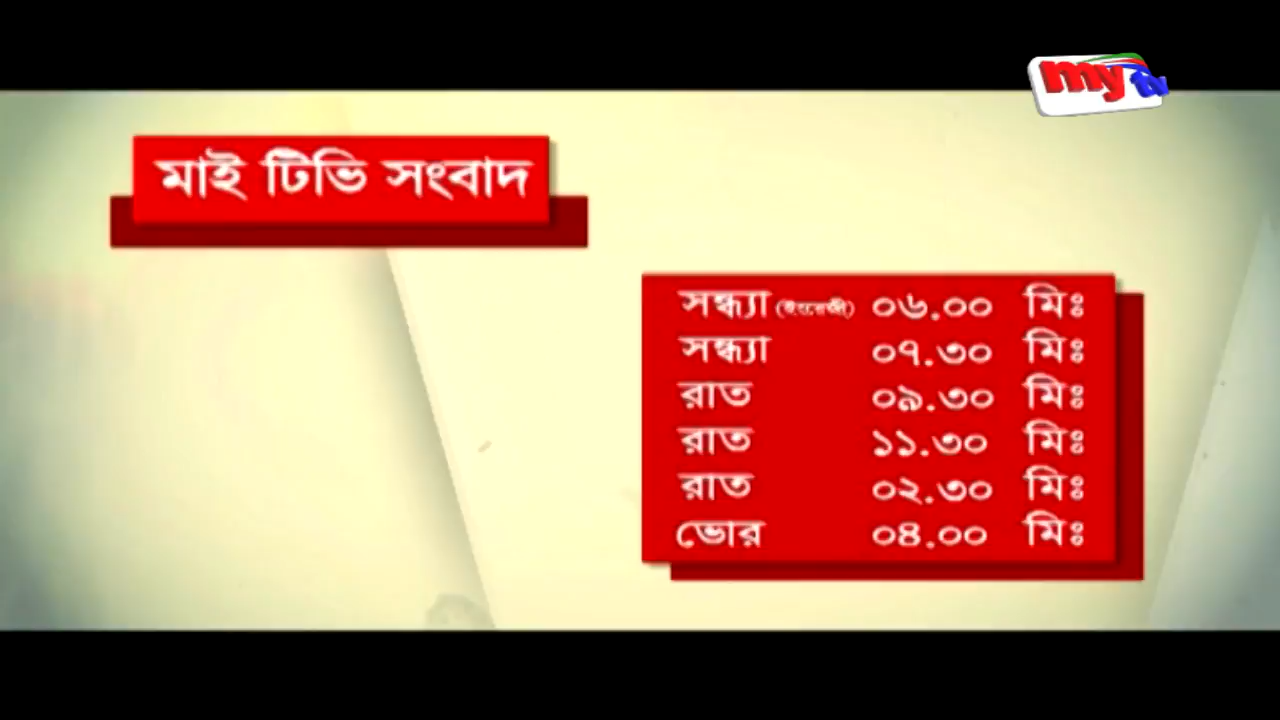 my tv
মাই টিভি সংবাদ
সন্ধ্যা (ইংরেজী) ০৬.০০ মিঃ
সন্ধ্যা ০৭.৩০ মিঃ
রাত ০৯.৩০ মিঃ
রাত ১১.৩০ মিঃ
রাত ০২.৩০ মিঃ
ভোর ০৪.০০ মিঃ